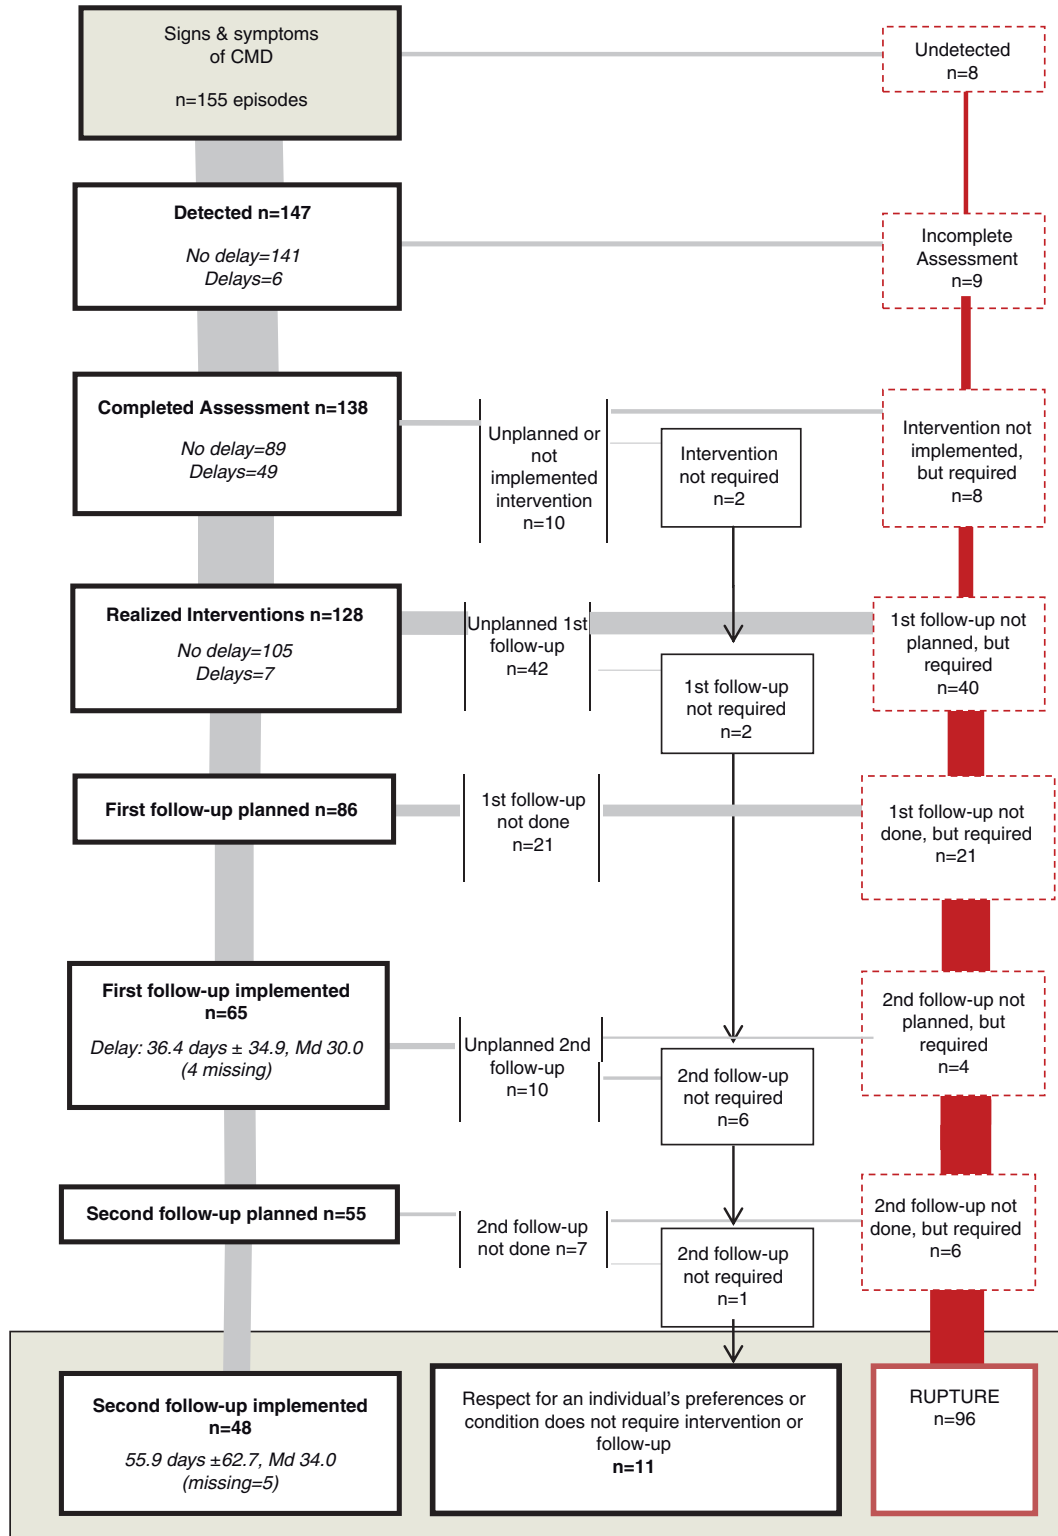 Signs & symptoms
of CMD
n=155 episodes
Undetected
n=8
Detected n=147
No delay=141
Delays=6
Incomplete
Assessment
n=9
Completed Assessment n=138
No delay=89
Delays=49
Unplanned or
not
implemented
intervention
n=10
Intervention
not required
n=2
Intervention not
implemented,
but required
n=8
Realized Interventions n=128
No delay=105
Delays=7
Unplanned 1st
follow-up
n=42
1st follow-up
not required
n=2
1st follow-up not
planned, but
required
n=40
First follow-up planned n=86
1st follow-up
not done
n=21
1st follow-up not
done, but required
n=21
First follow-up implemented
n=65
Delay: 36.4 days ± 34.9, Md 30.0
(4 missing)
Unplanned 2nd
follow-up
n=10
2nd follow-up
not required
n=6
2nd follow-up not
planned, but
required
n=4
Second follow-up planned n=55
2nd follow-up
not done n=7
2nd follow-up
not required
n=1
2nd follow-up not
done, but required
n=6
Second follow-up implemented
n=48
55.9 days ±62.7, Md 34.0
(missing=5)
Respect for an individual's preferences or
condition does not require intervention or
follow-up
n=11
RUPTURE
n=96